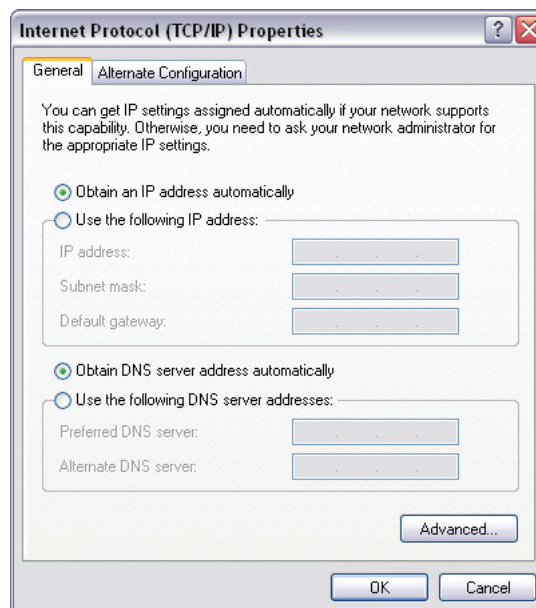 Internet Protocol (TCP/IP) Properties
General
Alternate Configuration
You can get IP settings assigned automatically if your network supports
this capability. Otherwise, you need to ask your network administrator for
the appropriate IP settings.
Obtain an IP address automatically
Use the following IP address:
IP address:
Subnet mask:
Default gateway:
Obtain DNS server address automatically
Use the following DNS server addresses:
Preferred DNS server:
Alternate DNS server:
Advanced...
OK
Cancel